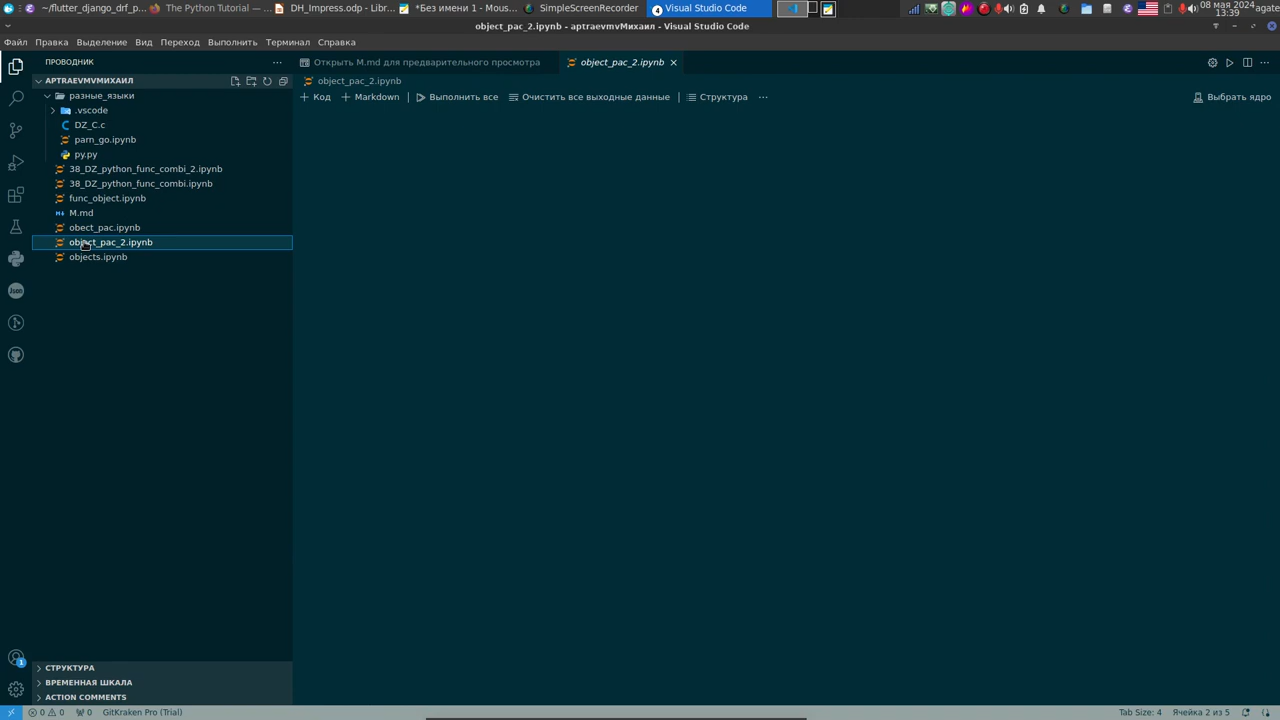 ~/flutter_django_drf_p... The Python Tutorial — ... DH_Impress.odp - Libr... *Без имени 1 - Mous... SimpleScreenRecorder Visual Studio Code 08 мая 2024 agate
13:39
object_pac_2.ipynb - аптраevmvМихаил - Visual Studio Code
Файл Правка Выделение Вид Переход Выполнить Терминал Справка
ПРОВОДНИК ··· Открыть M.md для предварительного просмотра object_pac_2.ipynb
АРТRAEVMVМИХАИЛ object_pac_2.ipynb
разные_языки + Код + Markdown Выполнить все Очистить все выходные данные Структура ··· Выбрать ядро
.vscode
DZ_C.c
parn_go.ipynb
py.py
38_DZ_python_func_combi_2.ipynb
38_DZ_python_func_combi.ipynb
func_object.ipynb
M.md
obect_pac.ipynb
object_pac_2.ipynb
objects.ipynb
СТРУКТУРА
ВРЕМЕННАЯ ШКАЛА
ACTION COMMENTS
0 0 0 GitKraken Pro (Trial) Tab Size: 4 Ячейка 2 из 5